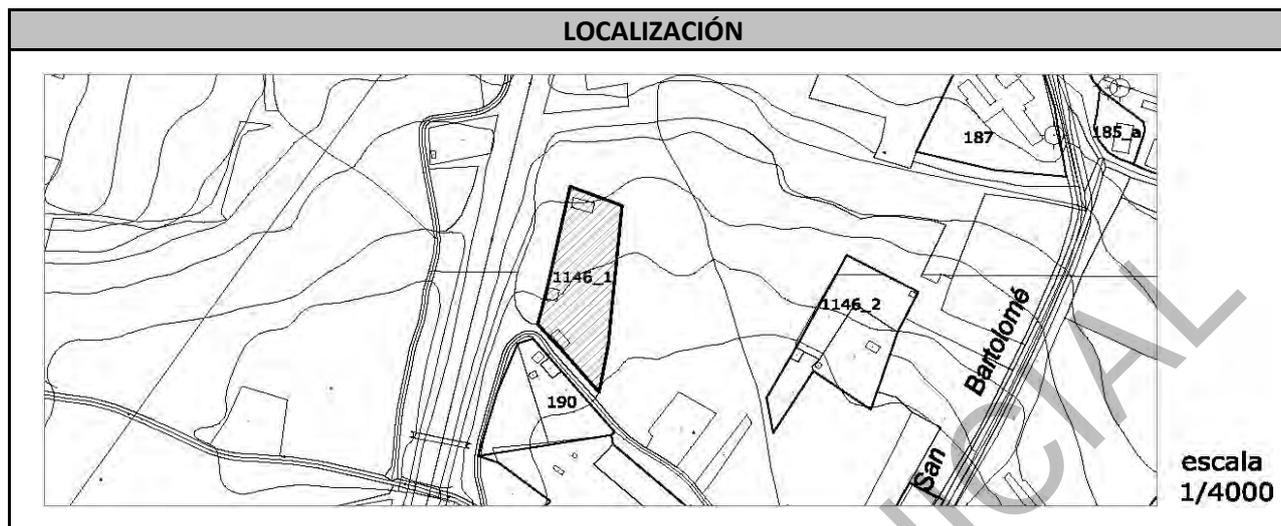 LOCALIZACIÓN
187
185_a
1146_1
1146_2
San Bartolomé
190
escala
1/4000